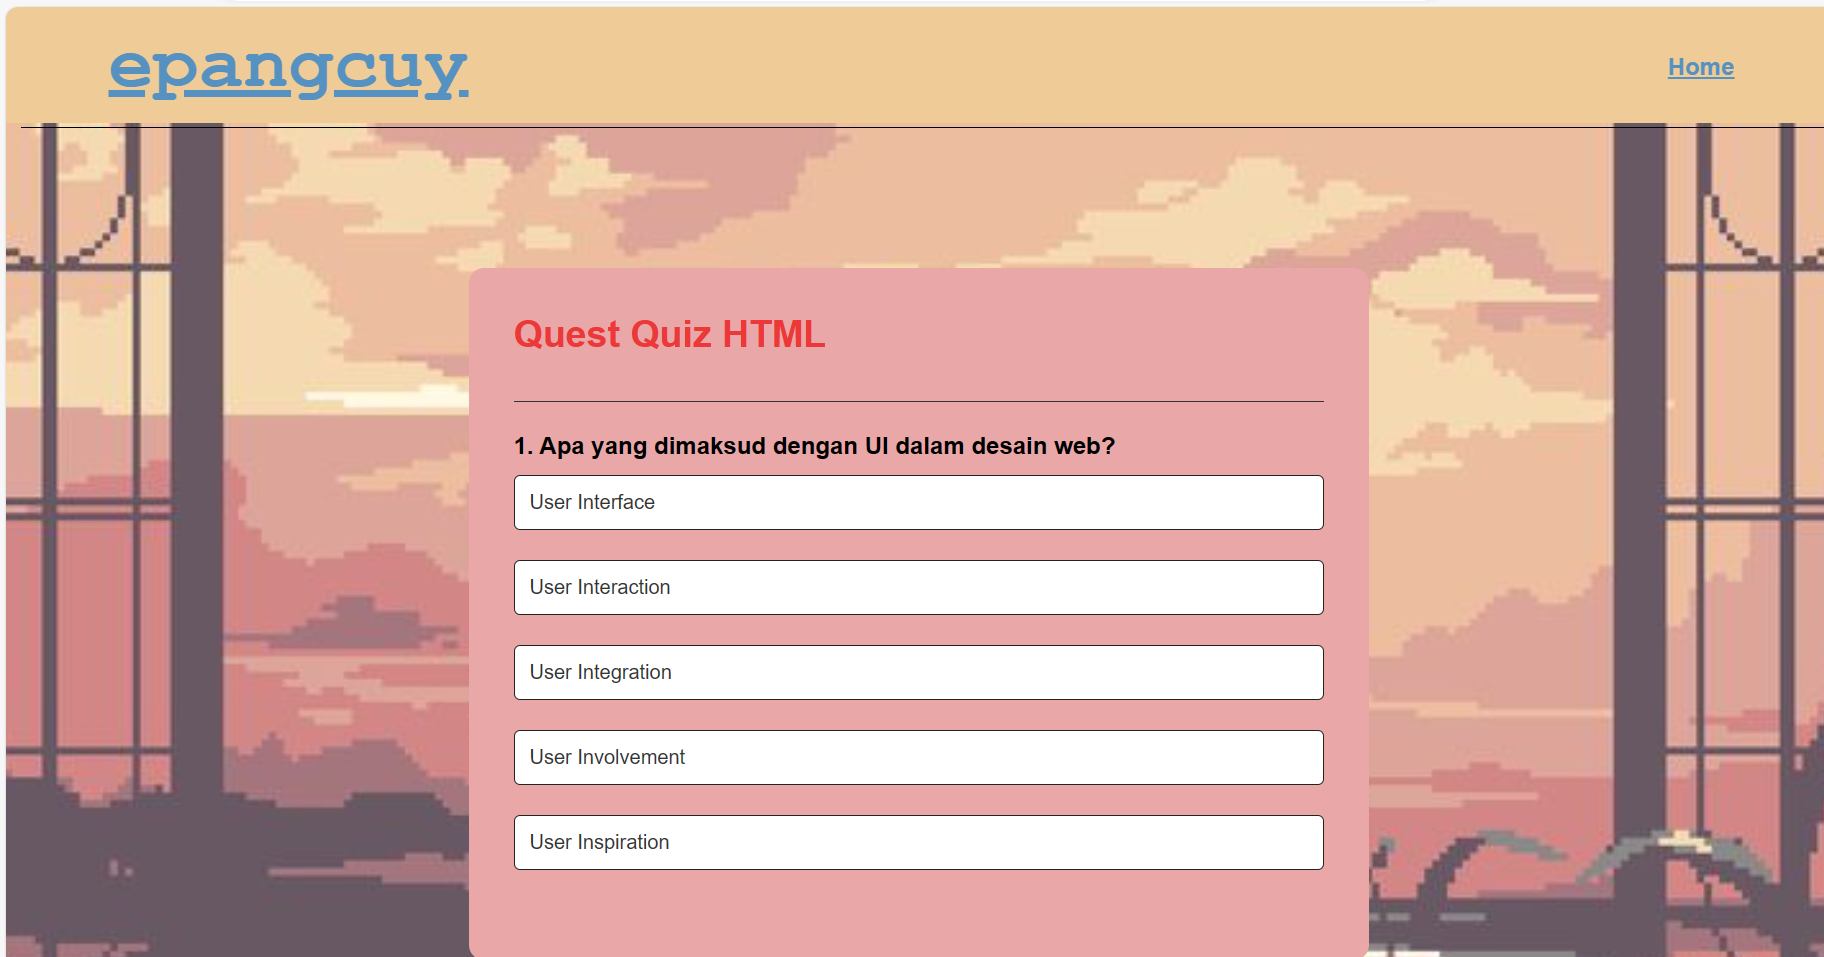 epangcuy
Home
Quest Quiz HTML
1. Apa yang dimaksud dengan UI dalam desain web?
User Interface
User Interaction
User Integration
User Involvement
User Inspiration